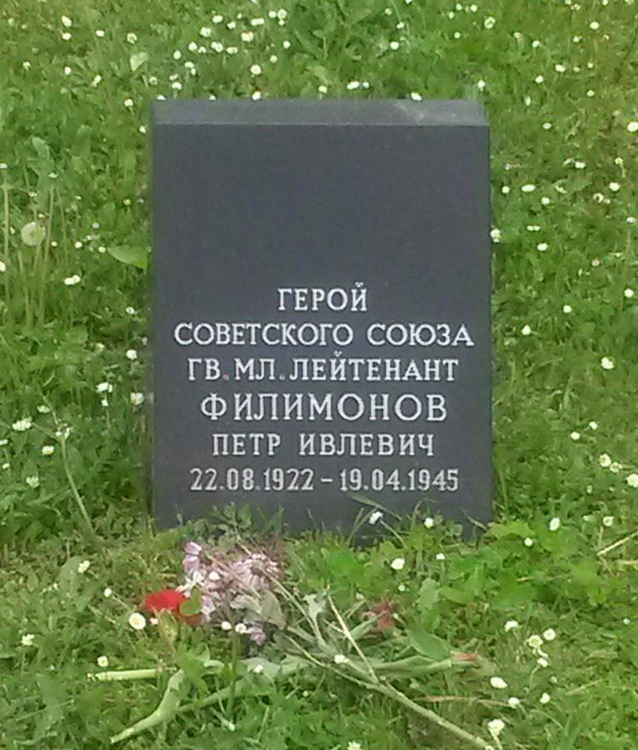 ГЕРОЙ
СОВЕТСКОГО СОЮЗА
ГВ. МЛ. ЛЕЙТЕНАНТ
ФИЛИМОНОВ
ПЕТР ИВЛЕВИЧ
22.08.1922 – 19.04.1945